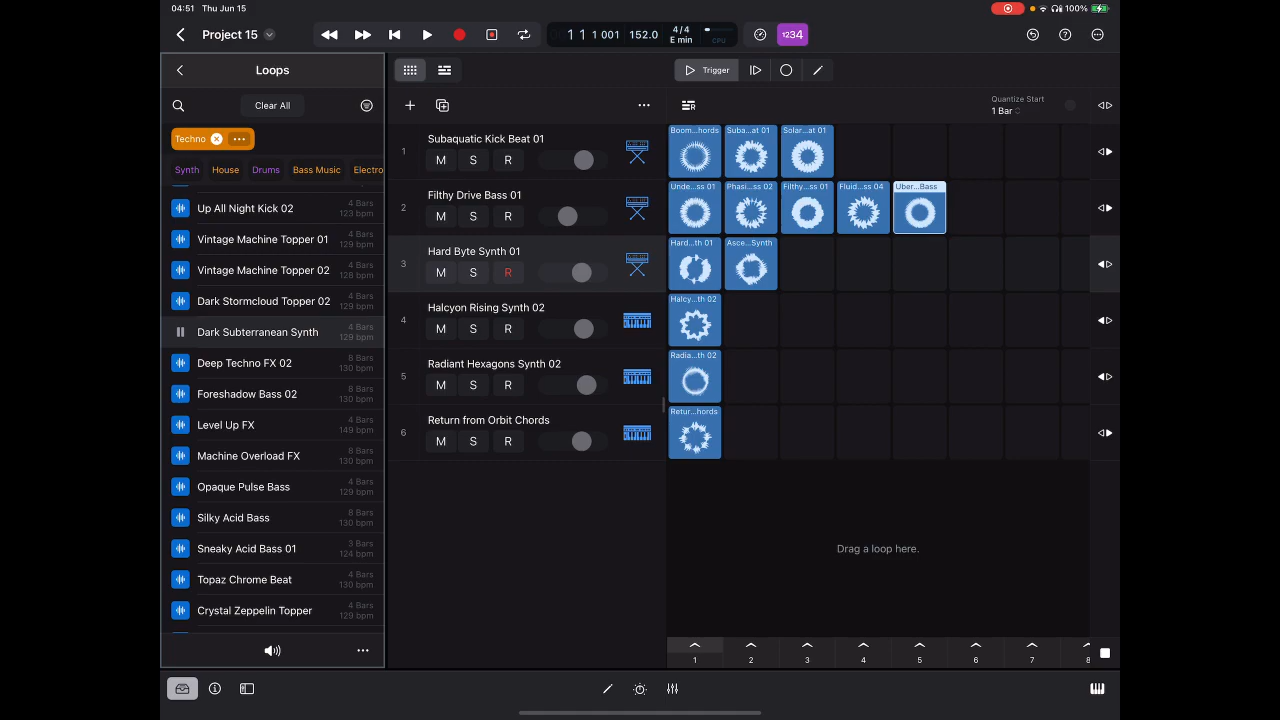 04:51 Thu Jun 15
100%
Project 15
1 1 1 001 152.0 4/4 E min CPU
1234
Loops
Clear All
Techno
Synth House Drums Bass Music Electro
Up All Night Kick 02 4 Bars 123 bpm
Vintage Machine Topper 01 4 Bars 129 bpm
Vintage Machine Topper 02 4 Bars 128 bpm
Dark Stormcloud Topper 02 4 Bars 129 bpm
Dark Subterranean Synth 4 Bars 129 bpm
Deep Techno FX 02 8 Bars 130 bpm
Foreshadow Bass 02 8 Bars 130 bpm
Level Up FX 4 Bars 149 bpm
Machine Overload FX 8 Bars 130 bpm
Opaque Pulse Bass 4 Bars 129 bpm
Silky Acid Bass 8 Bars 130 bpm
Sneaky Acid Bass 01 3 Bars 124 bpm
Topaz Chrome Beat 4 Bars 130 bpm
Crystal Zeppelin Topper 4 Bars 129 bpm
Trigger
Quantize Start
1 Bar
1 Subaquatic Kick Beat 01
M S R
Boom...hords Suba...at 01 Solar...at 01
2 Filthy Drive Bass 01
M S R
Unde...ss 01 Phasi...ss 02 Filthy...ss 01 Fluid...ss 04 Uber...Bass
3 Hard Byte Synth 01
M S R
Hard...th 01 Asce...Synth
4 Halcyon Rising Synth 02
M S R
Halcy...th 02
5 Radiant Hexagons Synth 02
M S R
Radia...th 02
6 Return from Orbit Chords
M S R
Retur...hords
Drag a loop here.
1 2 3 4 5 6 7 8